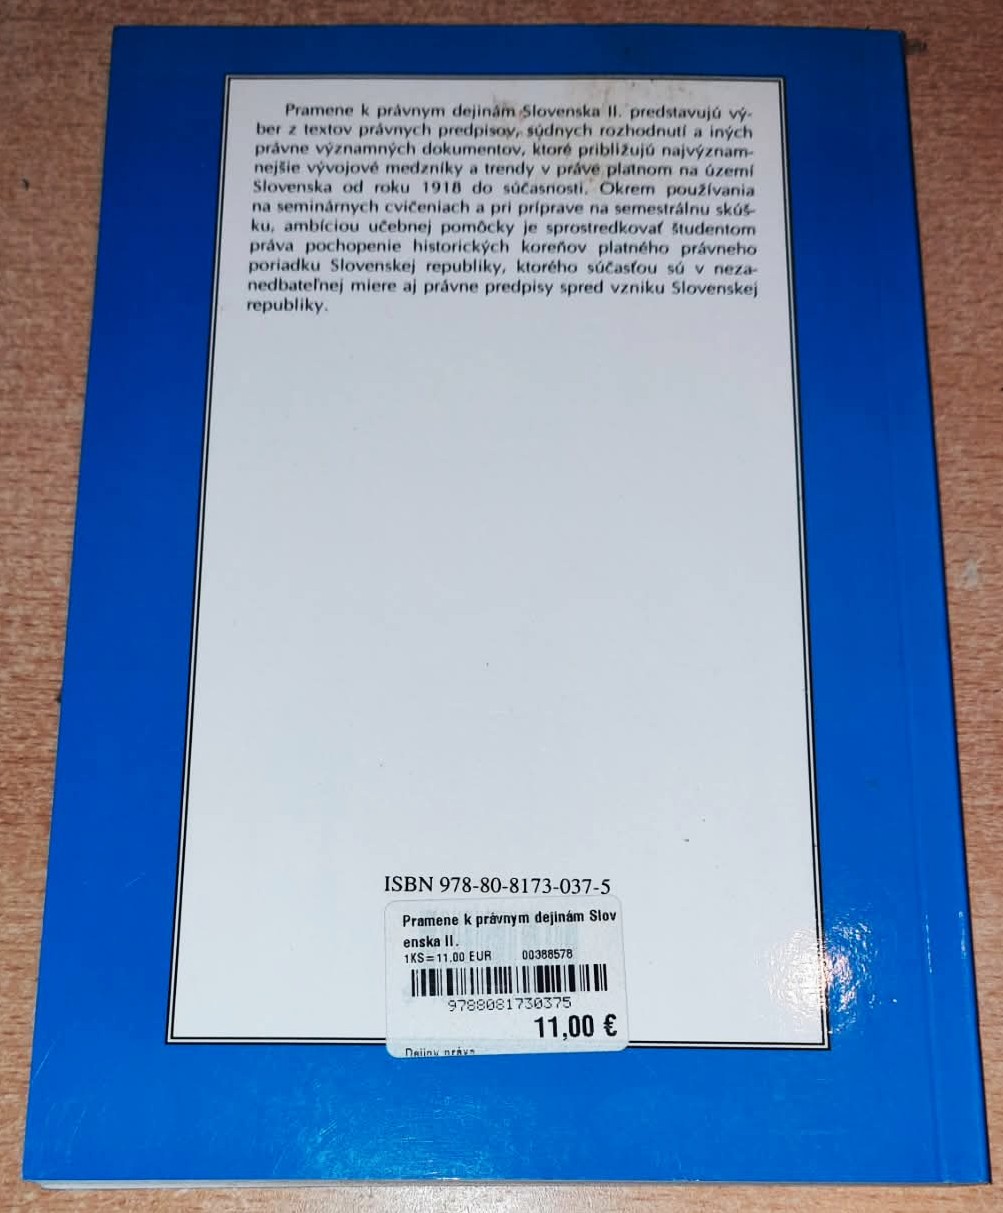 Pramene k právnym dejinám Slovenska II. predstavujú vý-
ber z textov právnych predpisov, súdnych rozhodnutí a iných
právne významných dokumentov, ktoré približujú najvýznam-
nejšie vývojové medzníky a trendy v práve platnom na území
Slovenska od roku 1918 do súčasnosti. Okrem používania
na seminárnych cvičeniach a pri príprave na semestrálnu skúš-
ku, ambíciou učebnej pomôcky je sprostredkovať študentom
práva pochopenie historických koreňov platného právneho
poriadku Slovenskej republiky, ktorého súčasťou sú v neza-
nedbateľnej miere aj právne predpisy spred vzniku Slovenskej
republiky.
ISBN 978-80-8173-037-5
Pramene k právnym dejinám Slov
enska II.
1KS=11.00 EUR 00388578
9788081730375
11,00 €
Dejiny práva